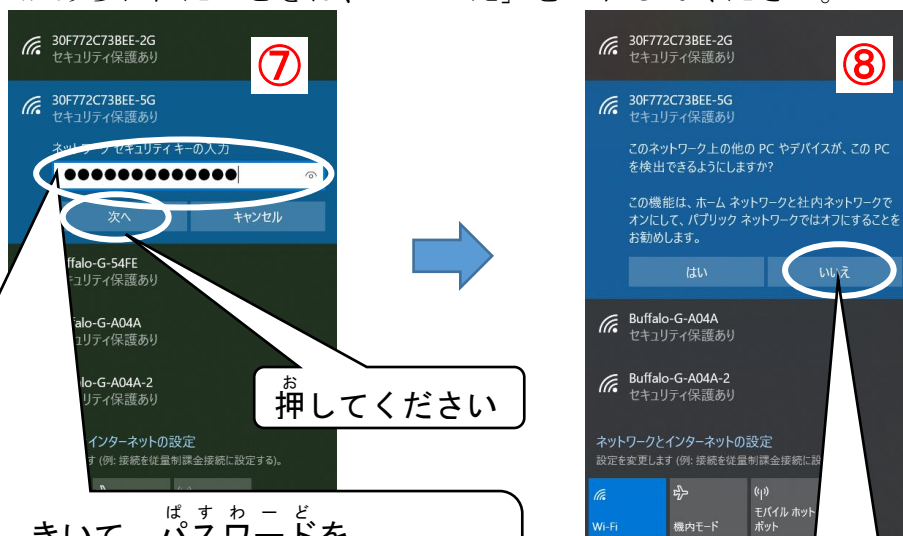 30F772C73BEE-2G
セキュリティ保護あり
⑦
30F772C73BEE-5G
セキュリティ保護あり
ネットワーク セキュリティ キーの入力
●●●●●●●●●●●●●
次へ
キャンセル
ffalo-G-54FE
キュリティ保護あり
falo-G-A04A
ュリティ保護あり
lo-G-A04A-2
リティ保護あり
お
押してください
インターネットの設定
す (例: 接続を従量制課金接続に設定する)。
ぱすわーど
きいて、パスワードを
30F772C73BEE-2G
セキュリティ保護あり
⑧
30F772C73BEE-5G
セキュリティ保護あり
このネットワーク上の他の PC やデバイスが、この PC
を検出できるようにしますか?
この機能は、ホーム ネットワークと社内ネットワークで
オンにして、パブリック ネットワークではオフにすることを
お勧めします。
はい
いいえ
Buffalo-G-A04A
セキュリティ保護あり
Buffalo-G-A04A-2
セキュリティ保護あり
ネットワークとインターネットの設定
設定を変更します (例: 接続を従量制課金接続に設
Wi-Fi
機内モード
モバイル ホット
ポット